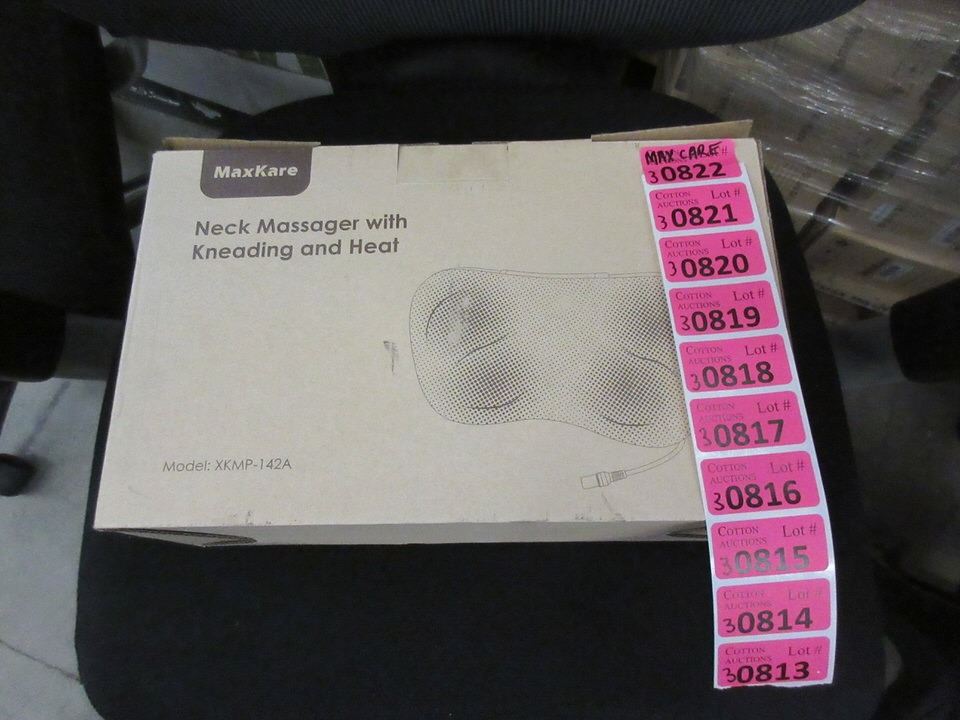 MaxKare
Neck Massager with
Kneading and Heat
Model: XKMP-142A
MAX CARE #
30822
COTTON AUCTIONS Lot #
30821
COTTON AUCTIONS Lot #
30820
COTTON AUCTIONS Lot #
30819
COTTON AUCTIONS Lot #
30818
COTTON AUCTIONS Lot #
30817
COTTON AUCTIONS Lot #
30816
COTTON AUCTIONS Lot #
30815
COTTON AUCTIONS Lot #
30814
COTTON AUCTIONS Lot #
30813